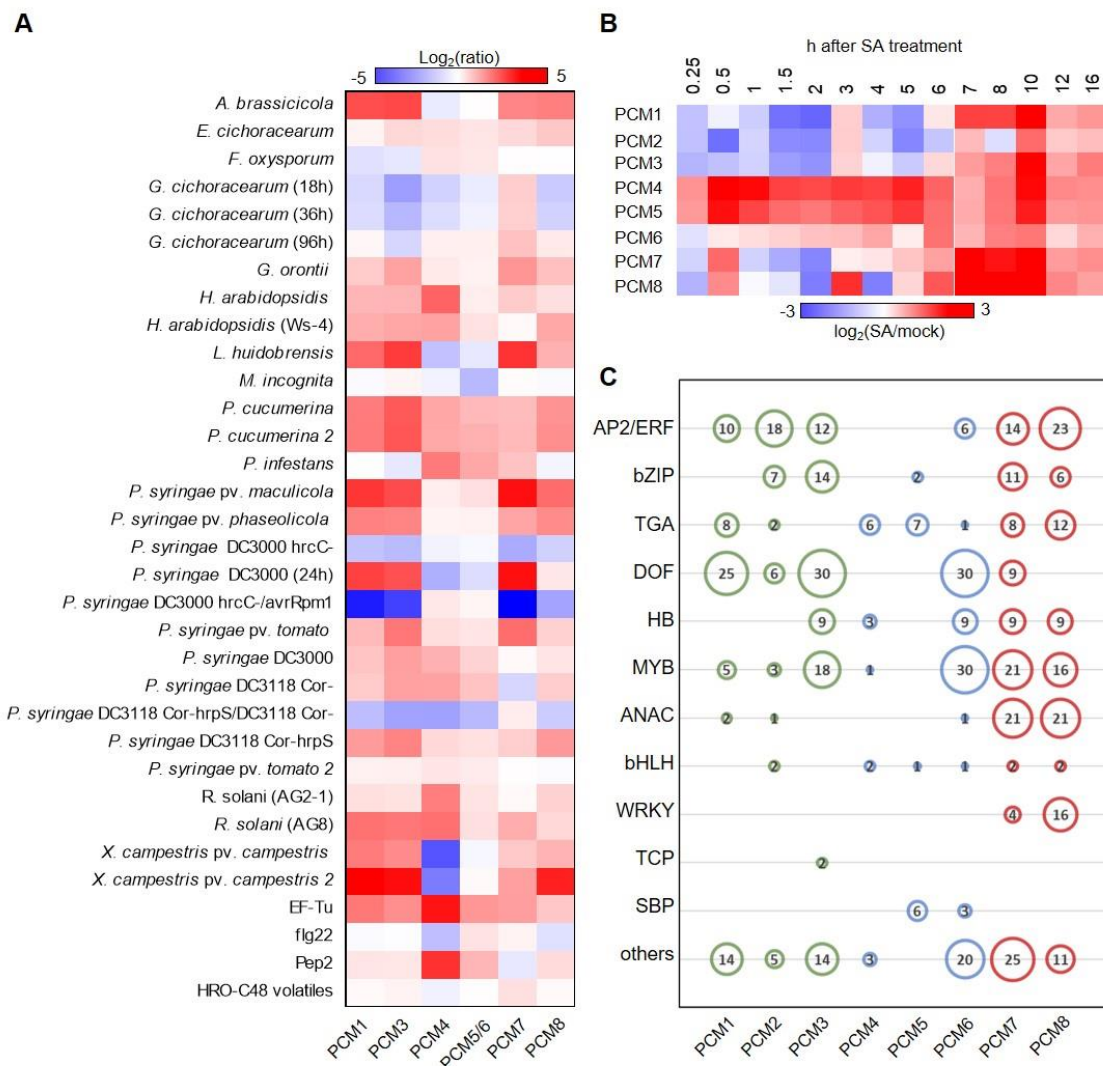 A
Log2(ratio)
-5 5
A. brassicicola
E. cichoracearum
F. oxysporum
G. cichoracearum (18h)
G. cichoracearum (36h)
G. cichoracearum (96h)
G. orontii
H. arabidopsidis
H. arabidopsidis (Ws-4)
L. huidobrensis
M. incognita
P. cucumerina
P. cucumerina 2
P. infestans
P. syringae pv. maculicola
P. syringae pv. phaseolicola
P. syringae DC3000 hrcC-
P. syringae DC3000 (24h)
P. syringae DC3000 hrcC-/avrRpm1
P. syringae pv. tomato
P. syringae DC3000
P. syringae DC3118 Cor-
P. syringae DC3118 Cor-hrpS/DC3118 Cor-
P. syringae DC3118 Cor-hrpS
P. syringae pv. tomato 2
R. solani (AG2-1)
R. solani (AG8)
X. campestris pv. campestris
X. campestris pv. campestris 2
EF-Tu
flg22
Pep2
HRO-C48 volatiles
PCM1 PCM3 PCM4 PCM5/6 PCM7 PCM8
B
h after SA treatment
0.25 0.5 1 1.5 2 3 4 5 6 7 8 10 12 16
PCM1
PCM2
PCM3
PCM4
PCM5
PCM6
PCM7
PCM8
-3 3
log2(SA/mock)
C
AP2/ERF 10 18 12 6 14 23
bZIP 7 14 2 11 6
TGA 8 2 6 7 1 8 12
DOF 25 6 30 30 9
HB 9 3 9 9 9
MYB 5 3 18 1 30 21 16
ANAC 2 1 1 21 21
bHLH 2 2 1 1 2 2
WRKY 4 16
TCP 2
SBP 6 3
others 14 5 14 3 20 25 11
PCM1 PCM2 PCM3 PCM4 PCM5 PCM6 PCM7 PCM8